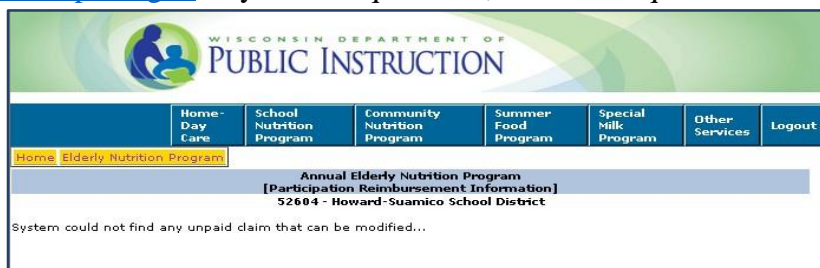 WISCONSIN DEPARTMENT OF
PUBLIC INSTRUCTION
Home-Day Care
School Nutrition Program
Community Nutrition Program
Summer Food Program
Special Milk Program
Other Services
Logout
Home Elderly Nutrition Program
Annual Elderly Nutrition Program
[Participation Reimbursement Information]
52604 - Howard-Suamico School District
System could not find any unpaid claim that can be modified...